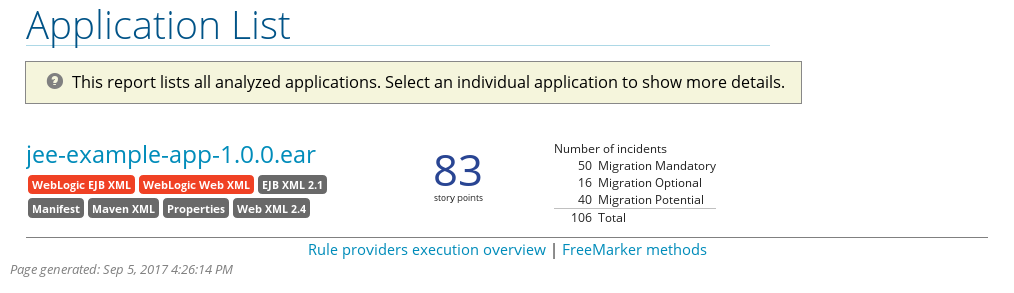 Application List
This report lists all analyzed applications. Select an individual application to show more details.
jee-example-app-1.0.0.ear
WebLogic EJB XML WebLogic Web XML EJB XML 2.1
Manifest Maven XML Properties Web XML 2.4
83
story points
Number of incidents
50 Migration Mandatory
16 Migration Optional
40 Migration Potential
106 Total
Rule providers execution overview | FreeMarker methods
Page generated: Sep 5, 2017 4:26:14 PM